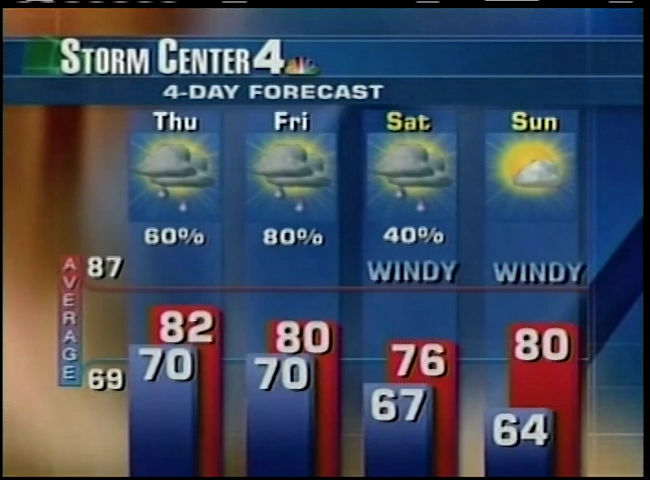 STORM CENTER 4
4-DAY FORECAST
Thu Fri Sat Sun
60% 80% 40%
WINDY WINDY
AVERAGE
87
69
82 80 76 80
70 70 67 64